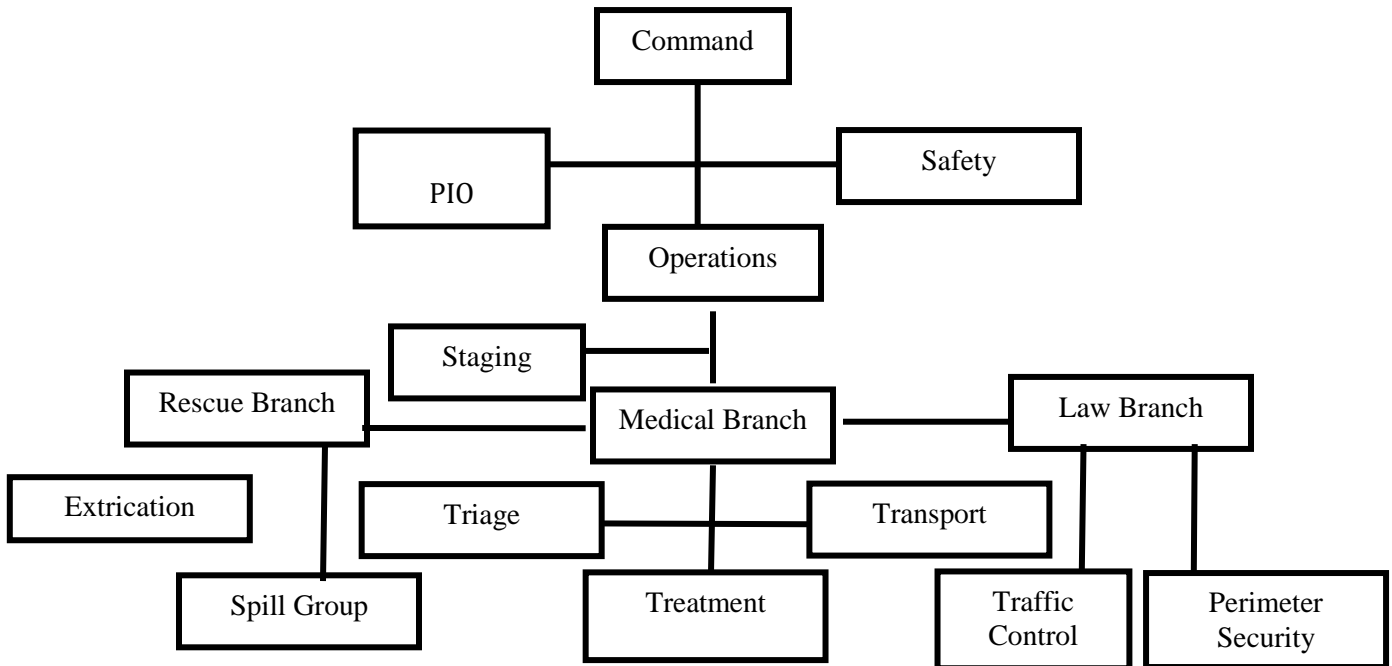 Command
PIO
Safety
Operations
Staging
Rescue Branch
Medical Branch
Law Branch
Extrication
Triage
Transport
Spill Group
Treatment
Traffic
Control
Perimeter
Security